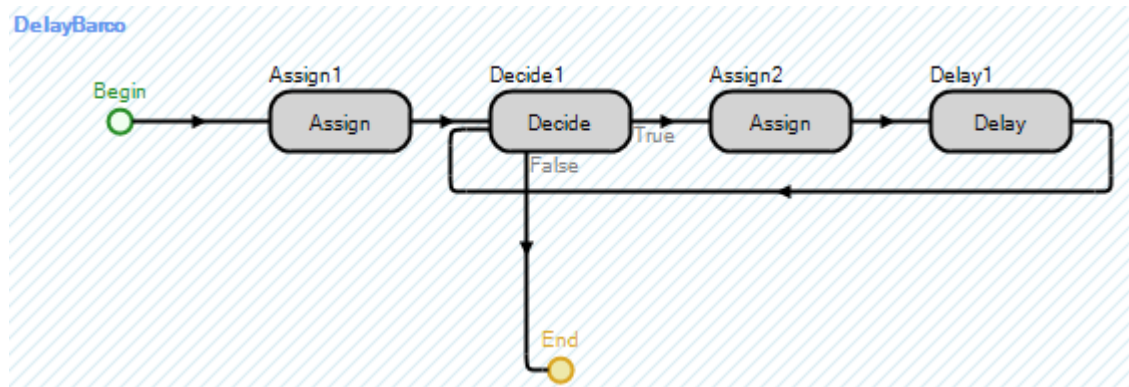 DelayBarco
Begin
Assign1
Assign
Decide1
Decide
True
False
Assign2
Assign
Delay1
Delay
End